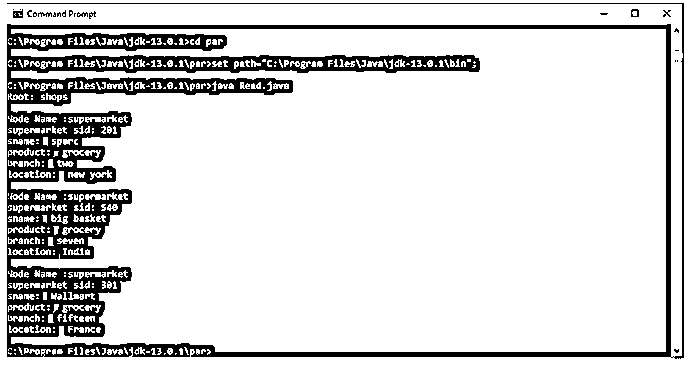 Command Prompt
C:\Program Files\Java\jdk-13.0.1>cd par
C:\Program Files\Java\jdk-13.0.1\par>set path="C:\Program Files\Java\jdk-13.0.1\bin";
C:\Program Files\Java\jdk-13.0.1\par>java Read.java
Root: shops
Node Name :supermarket
supermarket sid: 201
sname: sparc
product: grocery
branch: two
location: new york
Node Name :supermarket
supermarket sid: 540
sname: big basket
product: grocery
branch: seven
location: India
Node Name :supermarket
supermarket sid: 301
sname: Wallmart
product: grocery
branch: fifteen
location: France
C:\Program Files\Java\jdk-13.0.1\par>